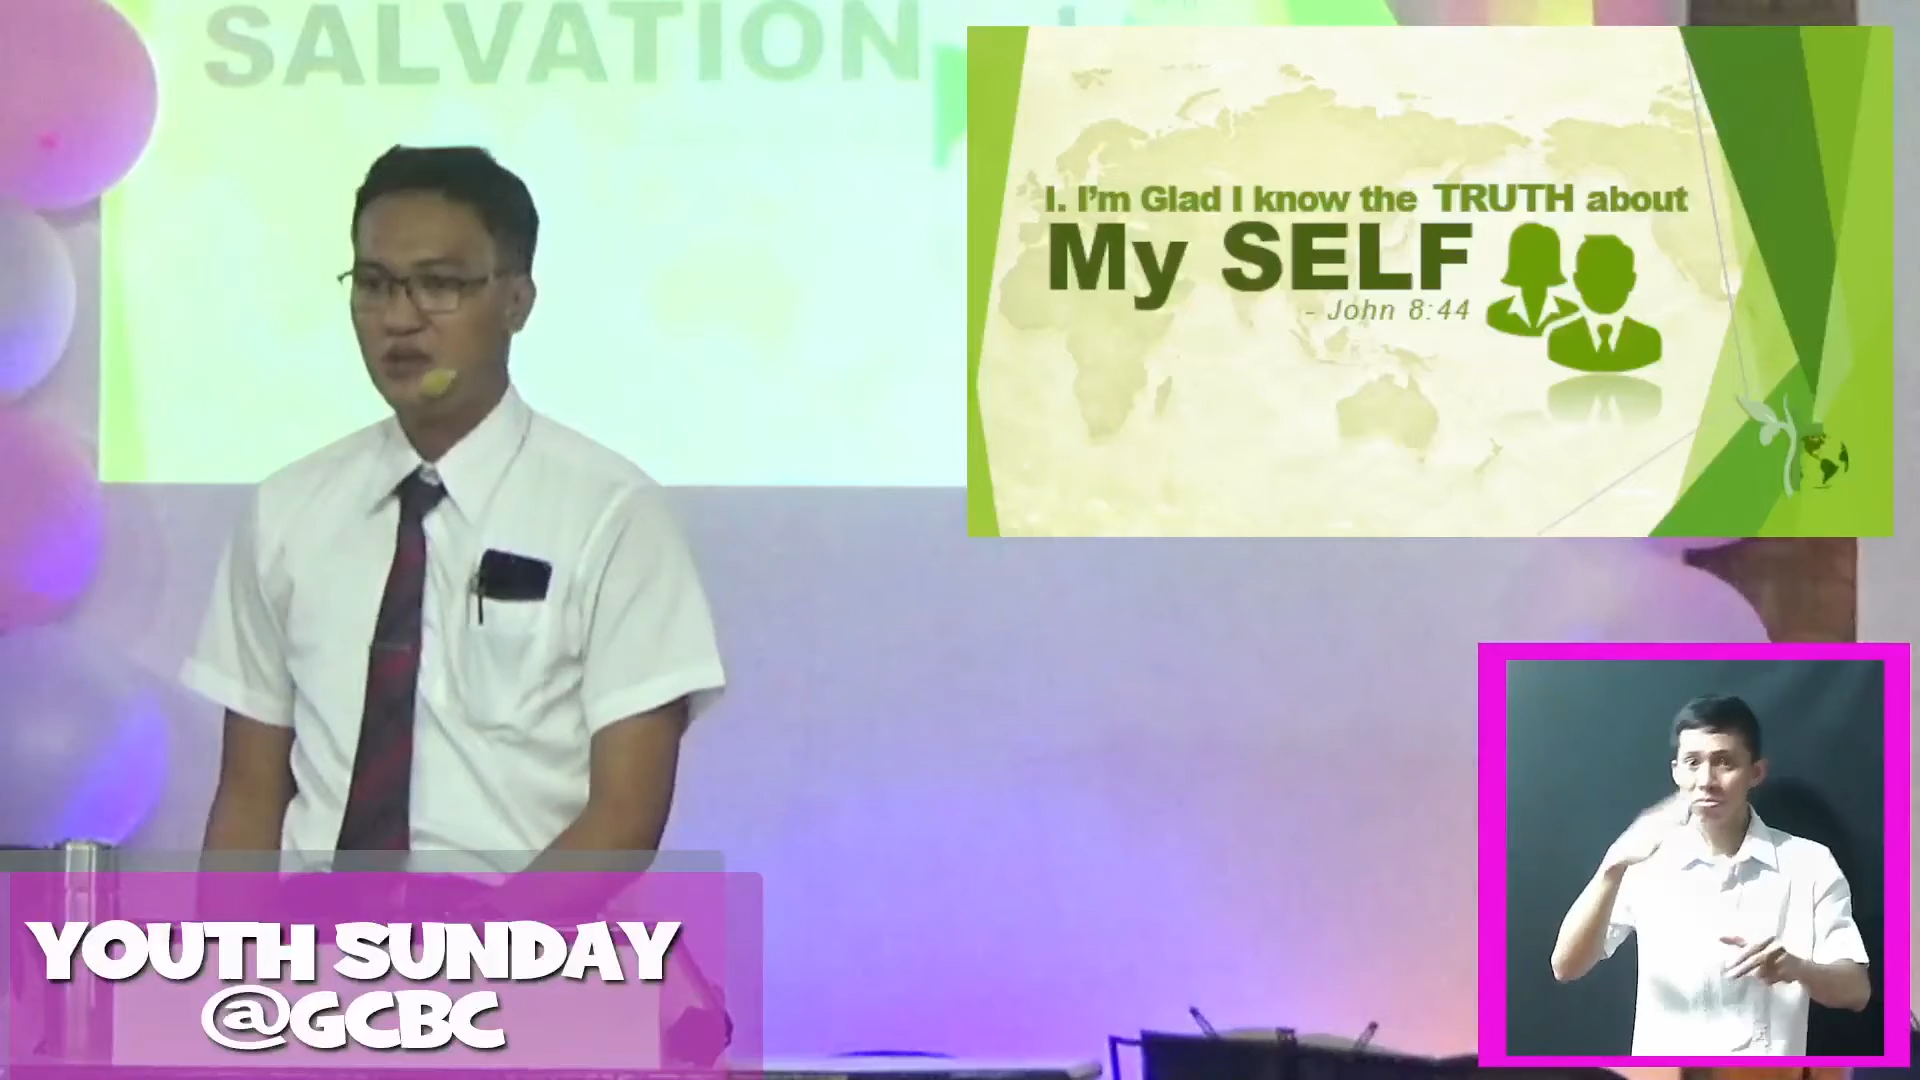 SALVATION
I. I'm Glad I know the TRUTH about
My SELF
- John 8:44
YOUTH SUNDAY
@GCBC